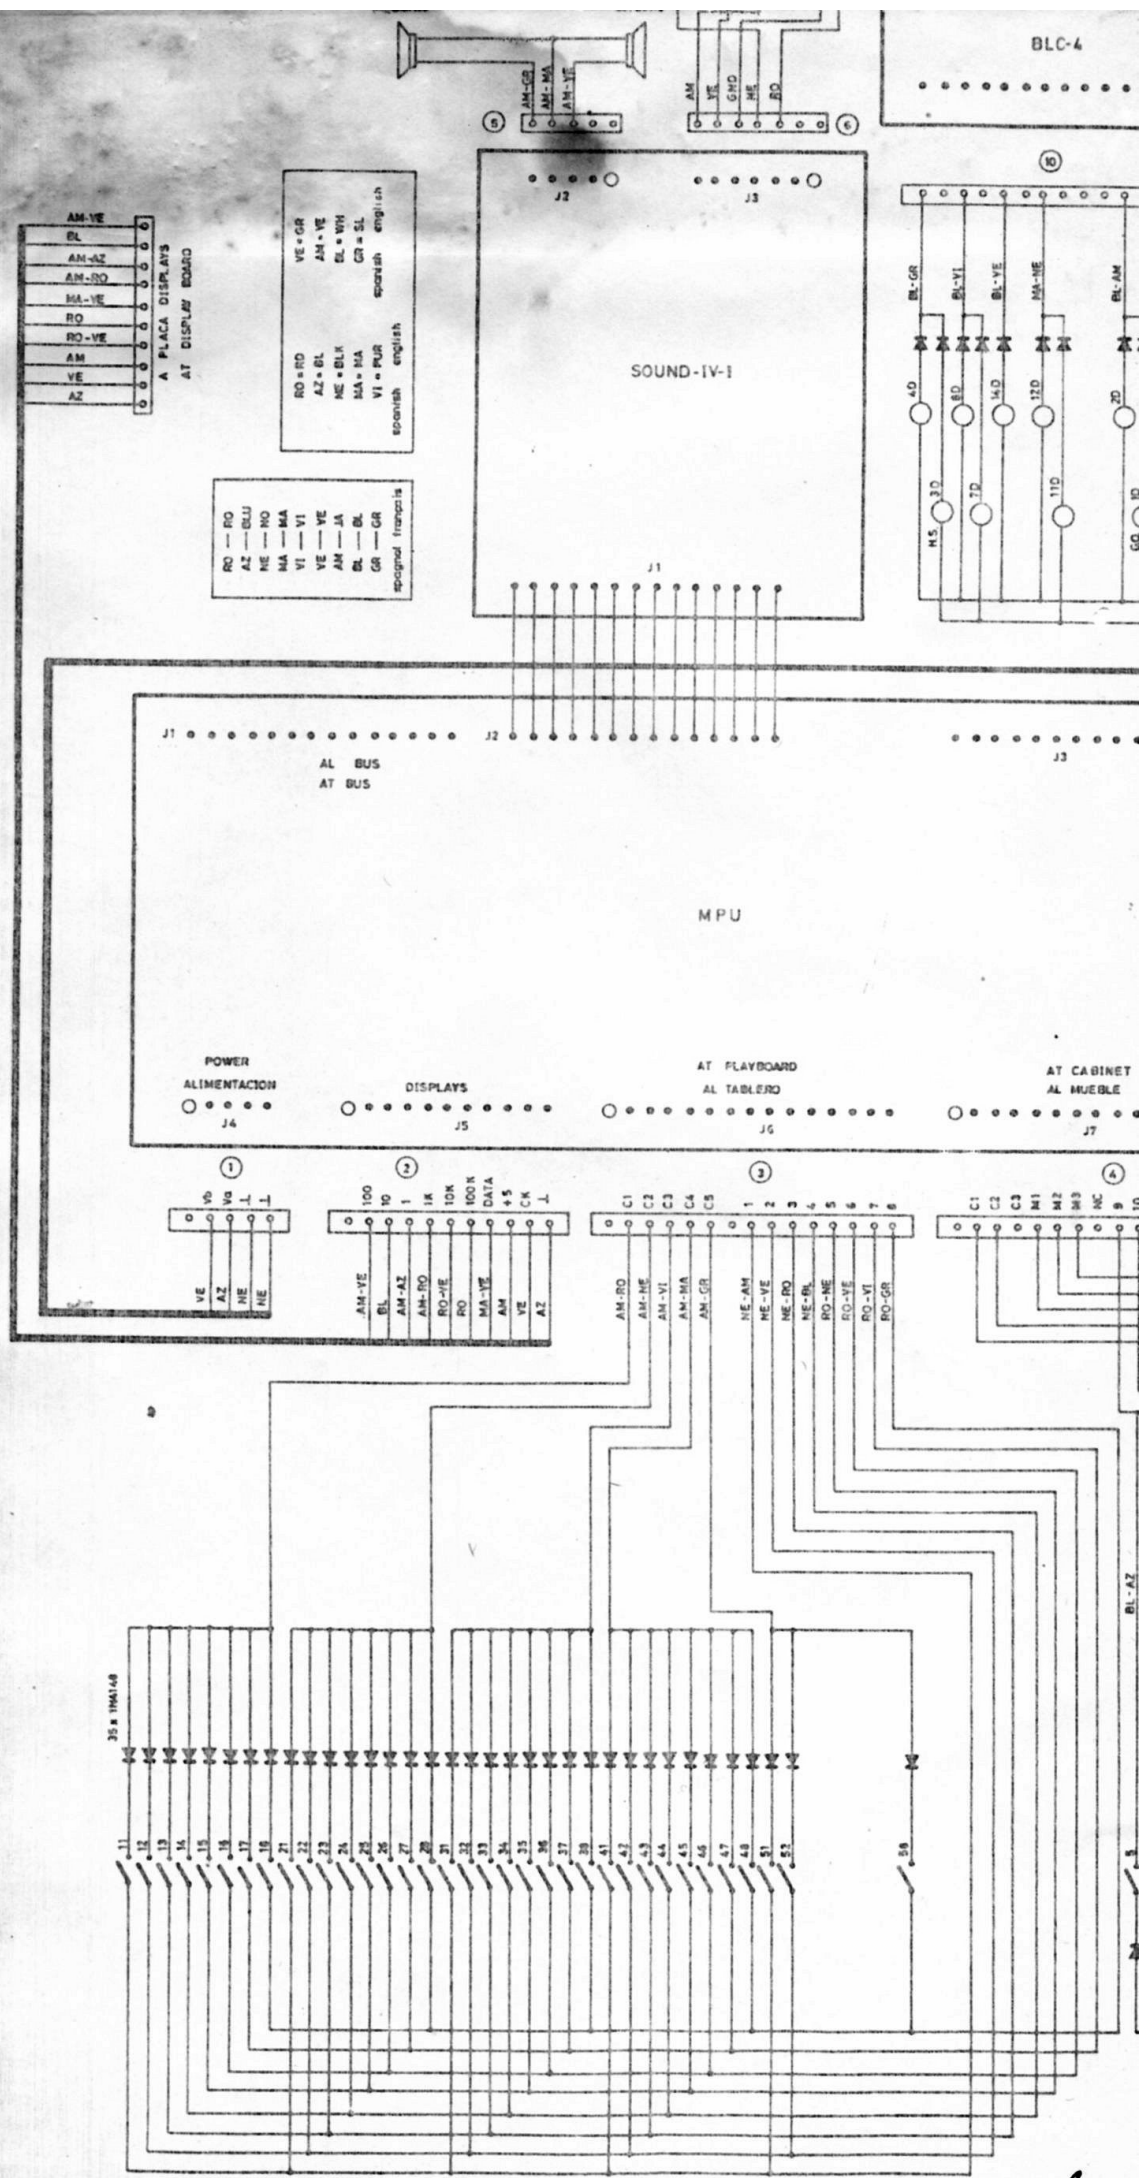 BLC-4
AM-GR
AM-MA
AM-VE
AM
VE
GND
NE
RO
5
6
10
J2
J3
AM-VE
BL
AM-AZ
AM-RO
MA-VE
RO
RO-VE
AM
VE
AZ
A PLACA DISPLAYS
AT DISPLAY BOARD
RO = RD VE = GR
AZ = BL AM = YE
NE = BLK BL = WH
MA = MA GR = SL
VI = PUR
spanish english spanish english
RO — RO
AZ — BLU
NE — NO
MA — MA
VI — VI
VE — VE
AM — JA
BL — BL
GR — GR
spagnol français
SOUND-IV-I
J1
BL-GR
BL-VI
BL-VE
MA-NE
BL-AM
4D
8D
14D
12D
2D
H.S.
3D
7D
11D
1D
J1
J2
J3
AL BUS
AT BUS
MPU
POWER
ALIMENTACION
J4
DISPLAYS
J5
AT PLAYBOARD
AL TABLERO
J6
AT CABINET
AL MUEBLE
J7
1
2
3
4
Vb
Va
⊥
⊥
100
10
1
1K
10K
100K
DATA
+5
CK
⊥
C1
C2
C3
C4
C5
1
2
3
4
5
6
7
8
C1
C2
C3
M1
M2
M3
NC
9
10
VE
AZ
NE
NE
AM-VE
BL
AM-AZ
AM-RO
RO-VE
RO
MA-VE
AM
VE
AZ
AM-RO
AM-NE
AM-VI
AM-MA
AM-GR
NE-AM
NE-VE
NE-RO
NE-BL
RO-NE
RO-VE
RO-VI
RO-GR
BL-AZ
11
12
13
14
15
16
17
18
21
22
23
24
25
26
27
28
31
32
33
34
35
36
37
38
41
42
43
44
45
46
47
48
51
52
58
5